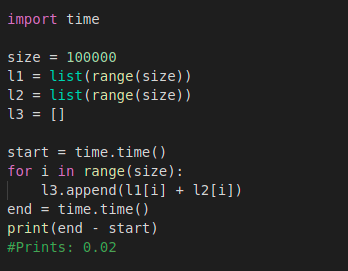 import time

size = 100000
l1 = list(range(size))
l2 = list(range(size))
l3 = []

start = time.time()
for i in range(size):
    l3.append(l1[i] + l2[i])
end = time.time()
print(end - start)
#Prints: 0.02